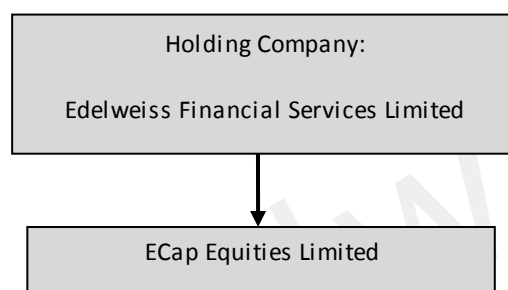 Holding Company:
Edelweiss Financial Services Limited
ECap Equities Limited